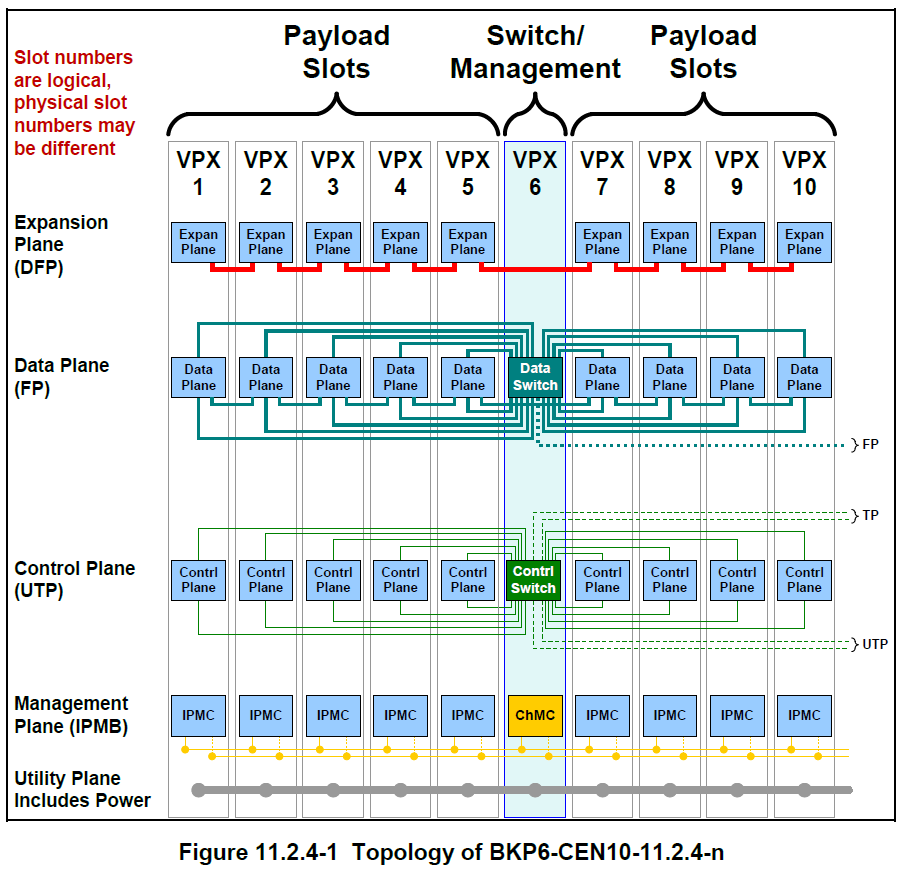 Payload Slots
Switch/ Management
Payload Slots
Slot numbers
are logical,
physical slot
numbers may
be different
VPX 1
VPX 2
VPX 3
VPX 4
VPX 5
VPX 6
VPX 7
VPX 8
VPX 9
VPX 10
Expansion
Plane
(DFP)
Expan Plane
Expan Plane
Expan Plane
Expan Plane
Expan Plane
Expan Plane
Expan Plane
Expan Plane
Expan Plane
Data Plane
(FP)
Data Plane
Data Plane
Data Plane
Data Plane
Data Plane
Data Switch
Data Plane
Data Plane
Data Plane
Data Plane
FP
TP
Control Plane
(UTP)
Contrl Plane
Contrl Plane
Contrl Plane
Contrl Plane
Contrl Plane
Contrl Switch
Contrl Plane
Contrl Plane
Contrl Plane
Contrl Plane
UTP
Management
Plane (IPMB)
IPMC
IPMC
IPMC
IPMC
IPMC
ChMC
IPMC
IPMC
IPMC
IPMC
Utility Plane
Includes Power
Figure 11.2.4-1 Topology of BKP6-CEN10-11.2.4-n